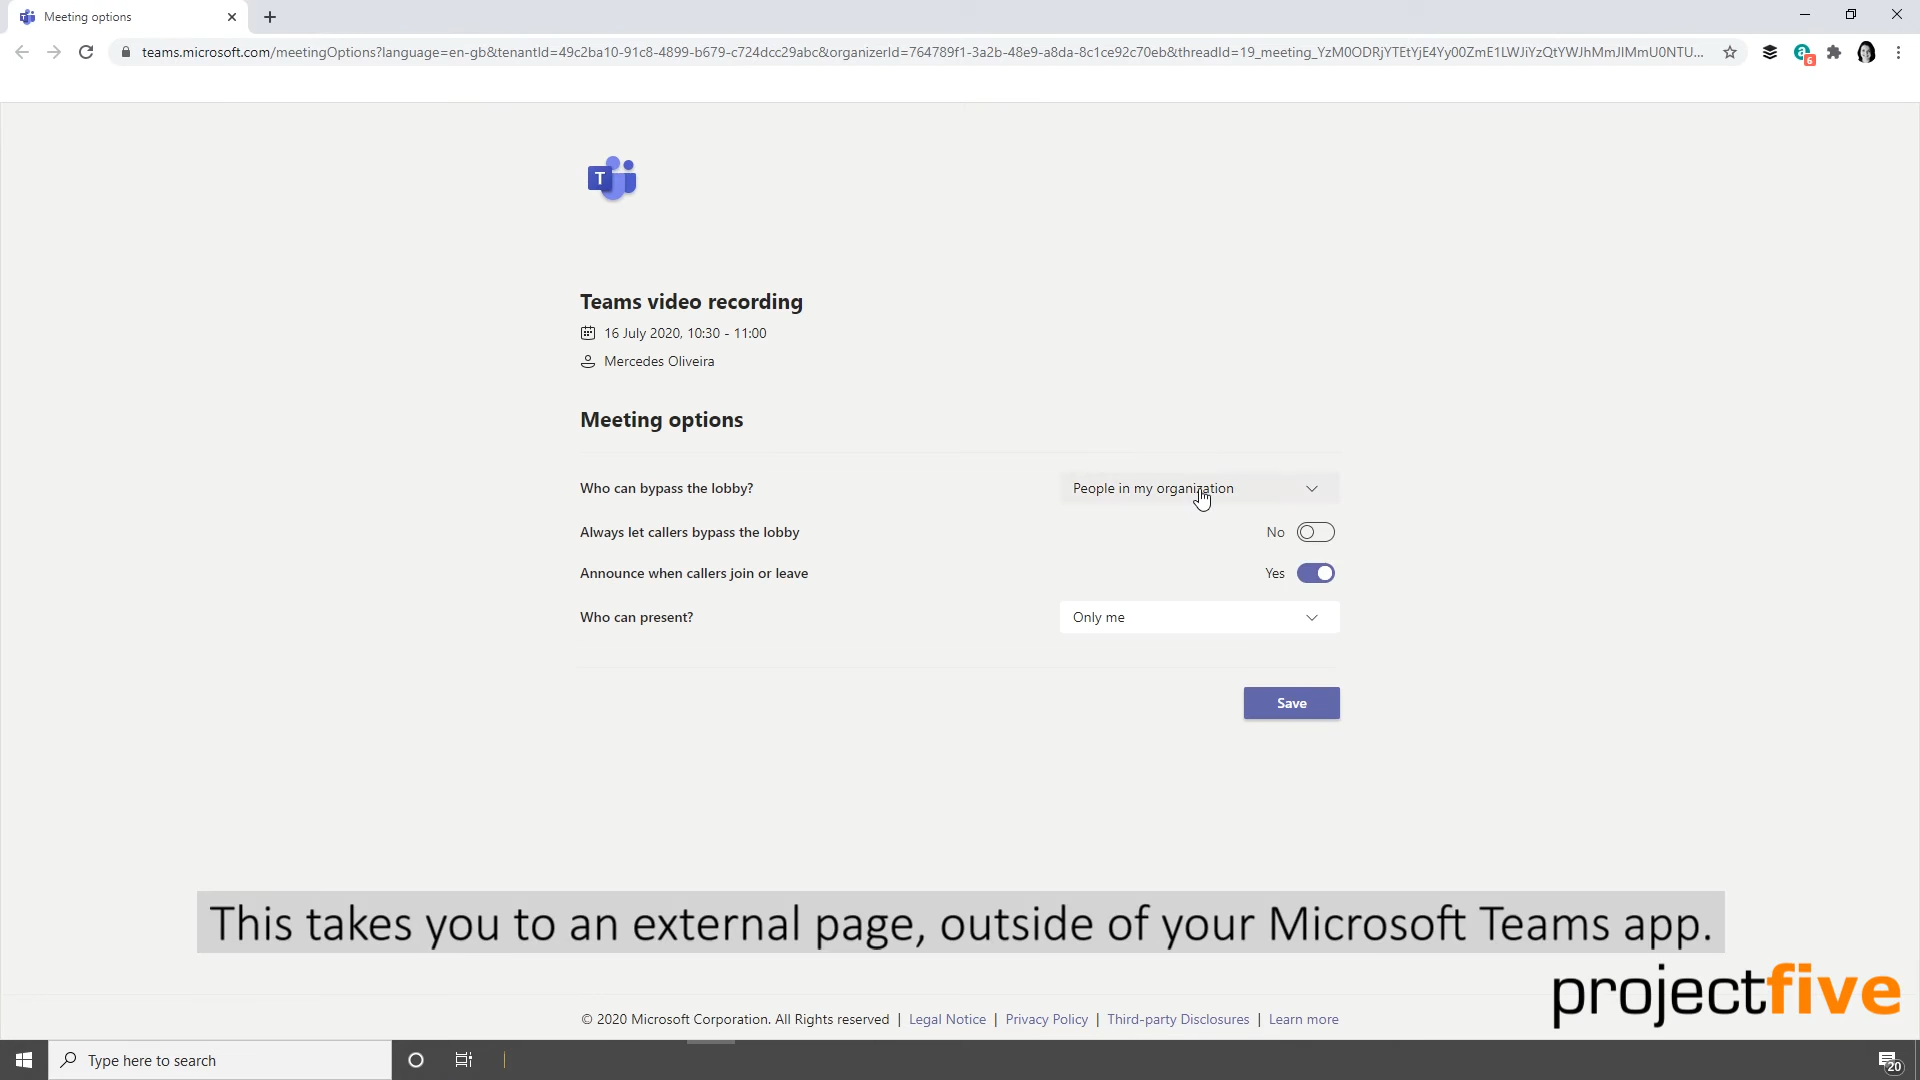 Meeting options
teams.microsoft.com/meetingOptions?language=en-gb&tenantId=49c2ba10-91c8-4899-b679-c724dcc29abc&organizerId=764789f1-3a2b-48e9-a8da-8c1ce92c70eb&threadId=19_meeting_YzM0ODRjYTEtYjE4Yy00ZmE1LWJiYzQtYWJhMmJlMmU0NTU...
6
T
Teams video recording
16 July 2020, 10:30 - 11:00
Mercedes Oliveira
Meeting options
Who can bypass the lobby? People in my organization
Always let callers bypass the lobby No
Announce when callers join or leave Yes
Who can present? Only me
Save
This takes you to an external page, outside of your Microsoft Teams app.
projectfive
© 2020 Microsoft Corporation. All Rights reserved | Legal Notice | Privacy Policy | Third-party Disclosures | Learn more
Type here to search
20